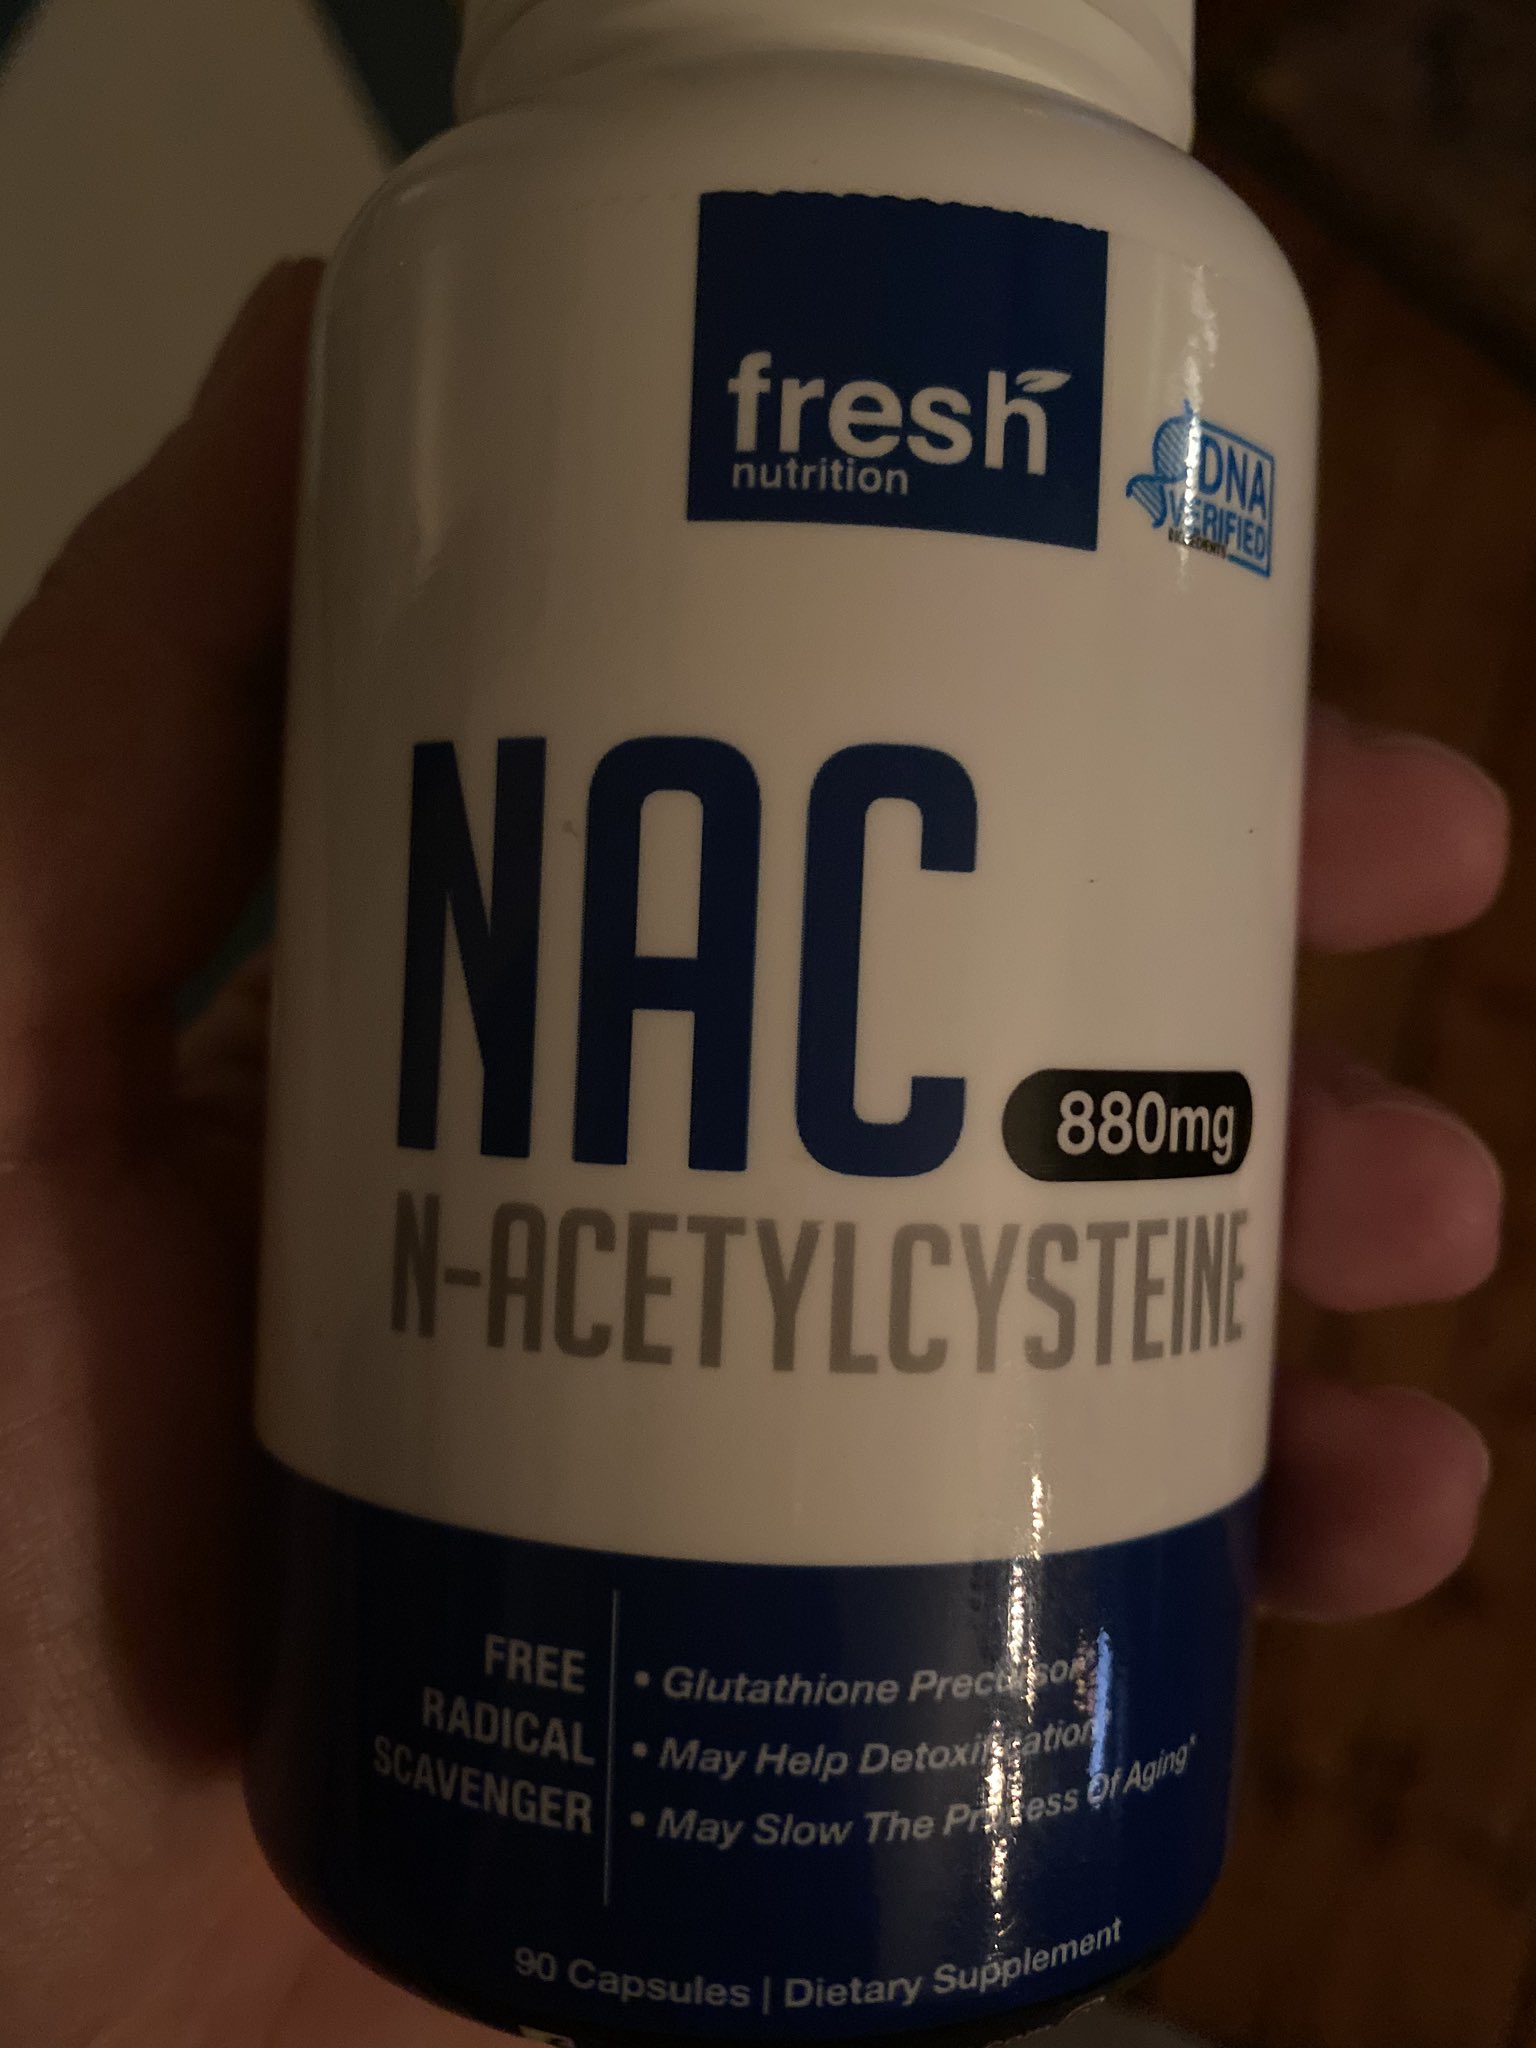 fresh
nutrition
DNA
VERIFIED
INGREDIENTS
NAC
880mg
N-ACETYLCYSTEINE
FREE
RADICAL
SCAVENGER
• Glutathione Precursor*
• May Help Detoxification*
• May Slow The Process Of Aging*
90 Capsules | Dietary Supplement